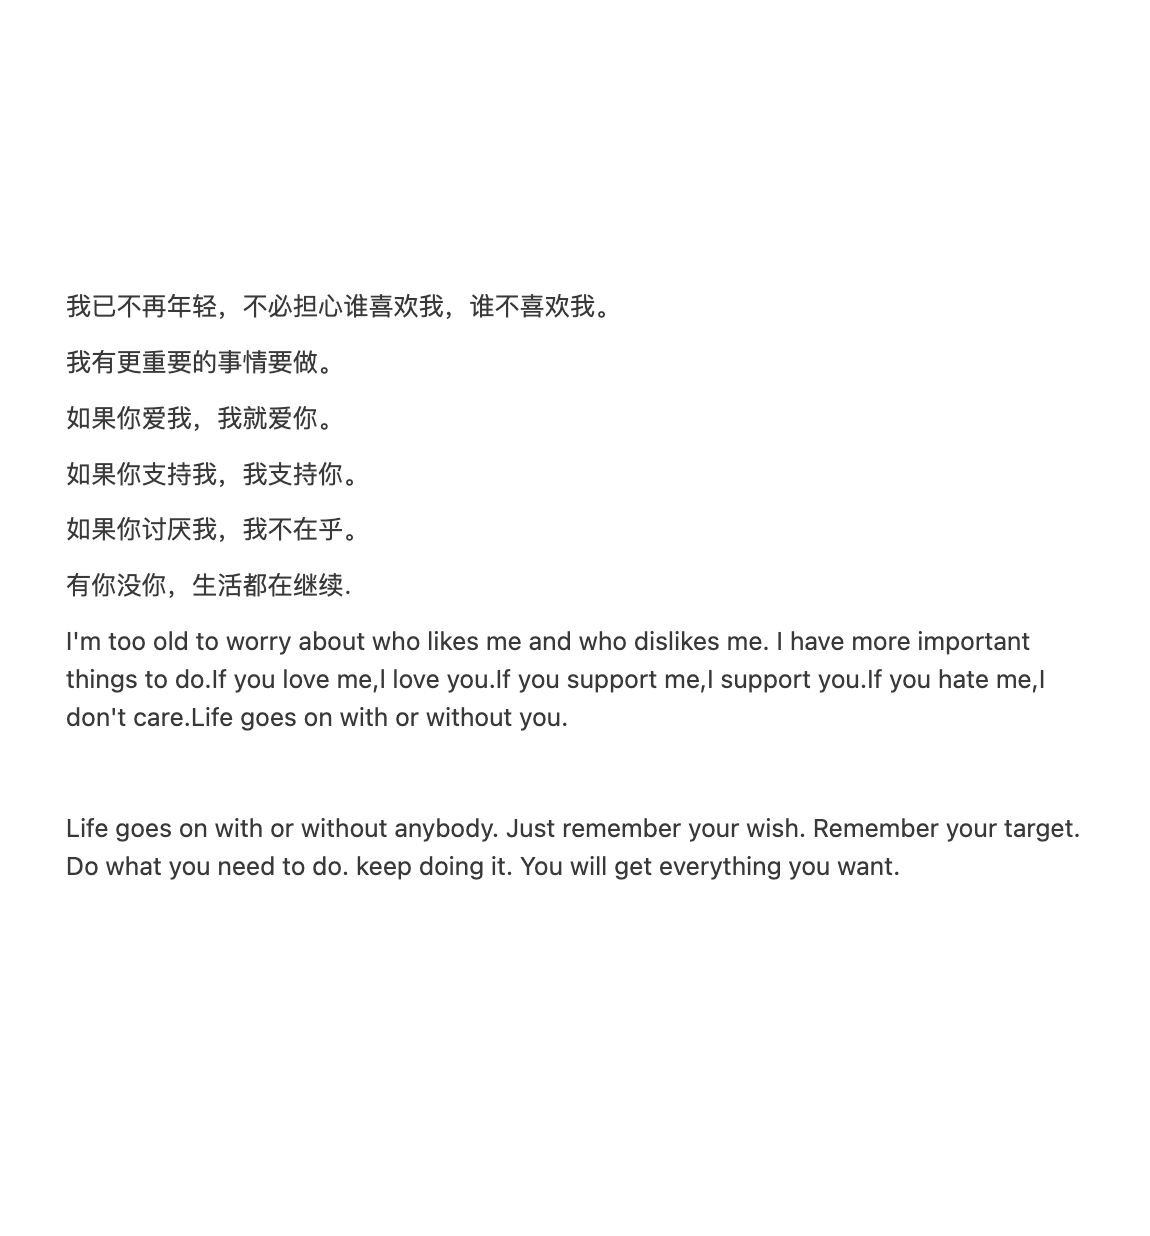 我已不再年轻，不必担心谁喜欢我，谁不喜欢我。
我有更重要的事情要做。
如果你爱我，我就爱你。
如果你支持我，我支持你。
如果你讨厌我，我不在乎。
有你没你，生活都在继续.
I'm too old to worry about who likes me and who dislikes me. I have more important
things to do.If you love me,I love you.If you support me,I support you.If you hate me,I
don't care.Life goes on with or without you.
Life goes on with or without anybody. Just remember your wish. Remember your target.
Do what you need to do. keep doing it. You will get everything you want.